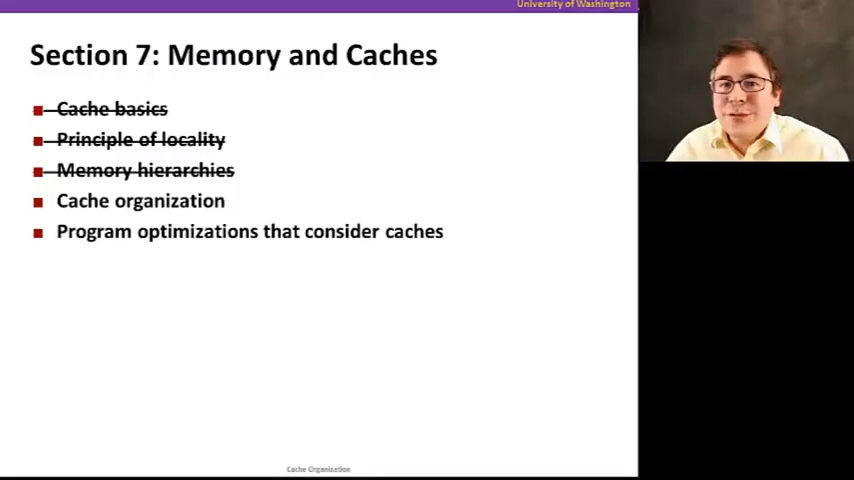 University of Washington
Section 7: Memory and Caches
Cache basics
Principle of locality
Memory hierarchies
Cache organization
Program optimizations that consider caches
Cache Organization